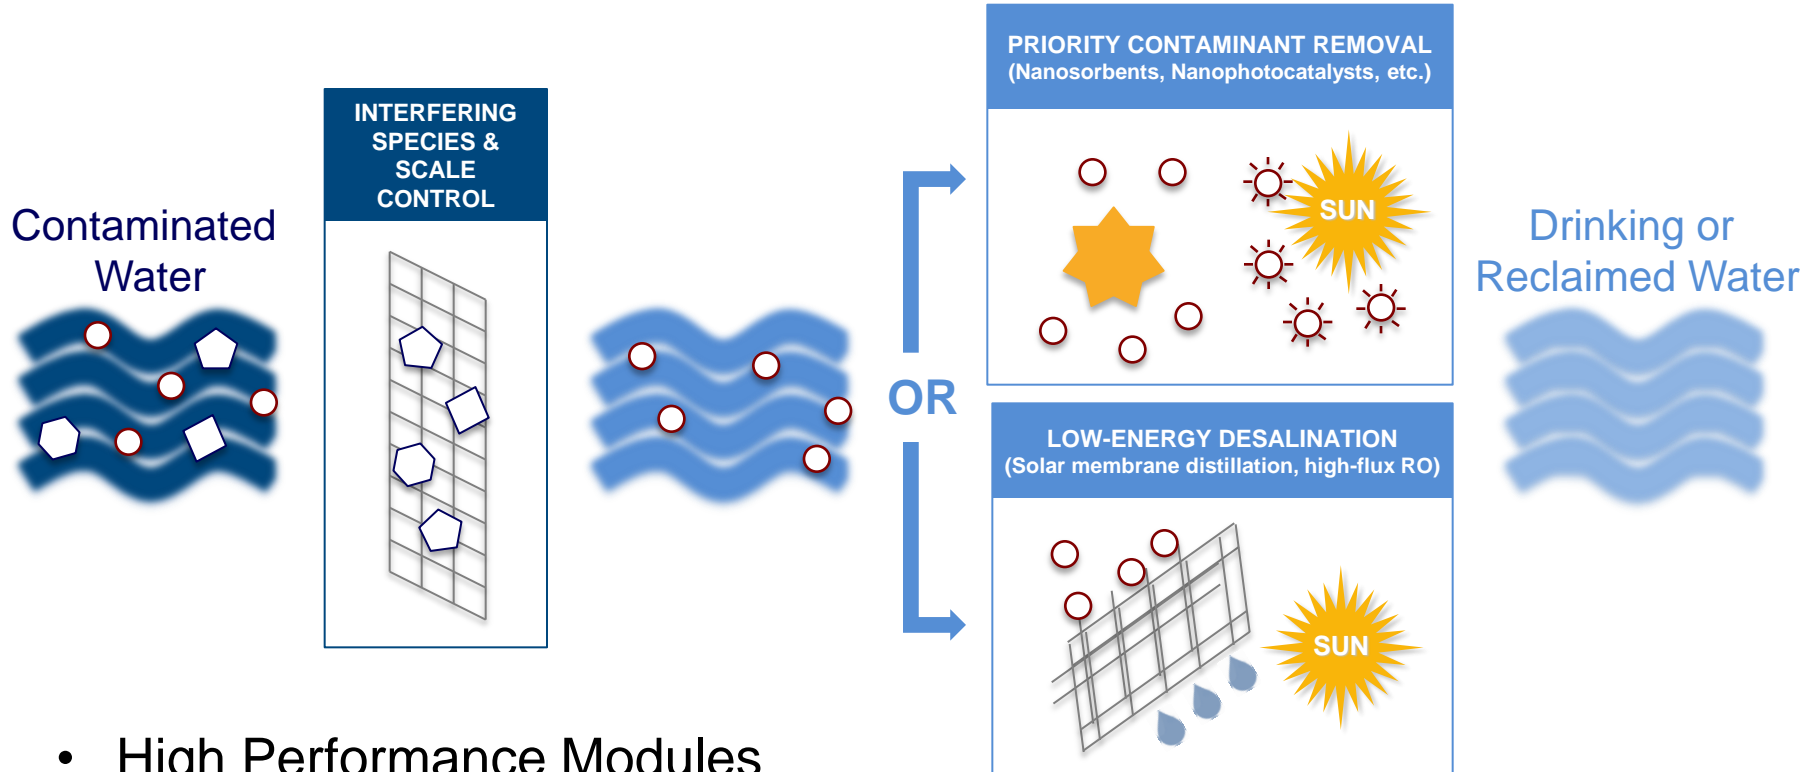 Contaminated
Water
INTERFERING
SPECIES &
SCALE
CONTROL
OR
PRIORITY CONTAMINANT REMOVAL
(Nanosorbents, Nanophotocatalysts, etc.)
SUN
LOW-ENERGY DESALINATION
(Solar membrane distillation, high-flux RO)
SUN
Drinking or
Reclaimed Water
• High Performance Modules